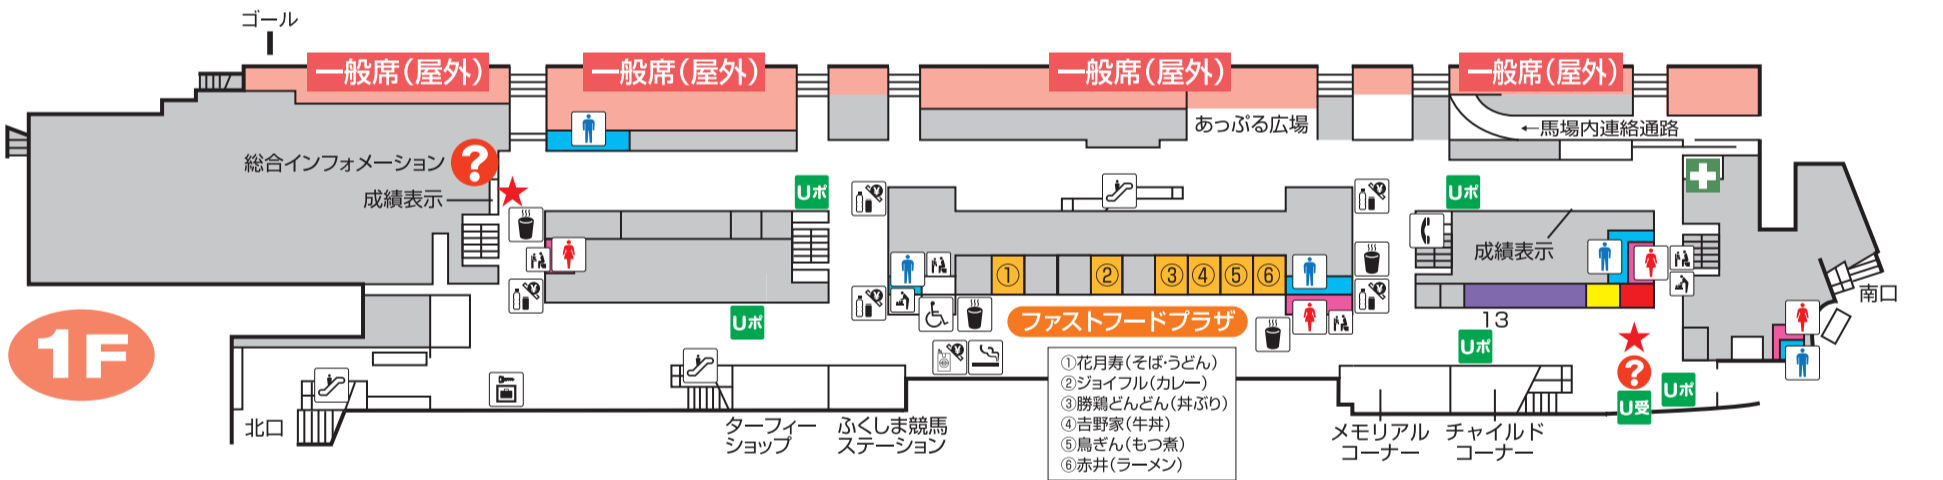 ゴール
一般席(屋外)
一般席(屋外)
一般席(屋外)
一般席(屋外)
あっぷる広場
←馬場内連絡通路
総合インフォメーション
?
成績表示
Uポ
Uポ
成績表示
①
②
③
④
⑤
⑥
南口
1F
Uポ
ファストフードプラザ
13
Uポ
?
Uポ
U受
①花月寿(そば・うどん)
②ジョイフル(カレー)
③勝鶏どんどん(丼ぶり)
④吉野家(牛丼)
⑤鳥ぎん(もつ煮)
⑥赤井(ラーメン)
北口
ターフィー
ショップ
ふくしま競馬
ステーション
メモリアル
コーナー
チャイルド
コーナー